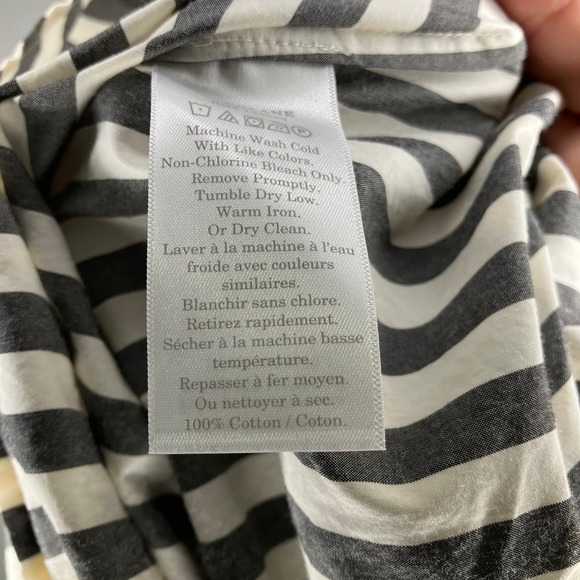 Machine Wash Cold
With Like Colors.
Non-Chlorine Bleach Only.
Remove Promptly.
Tumble Dry Low.
Warm Iron.
Or Dry Clean.
Laver à la machine à l'eau
froide avec couleurs
similaires.
Blanchir sans chlore.
Retirez rapidement.
Sécher à la machine basse
température.
Repasser à fer moyen.
Ou nettoyer à sec.
100% Cotton / Coton.